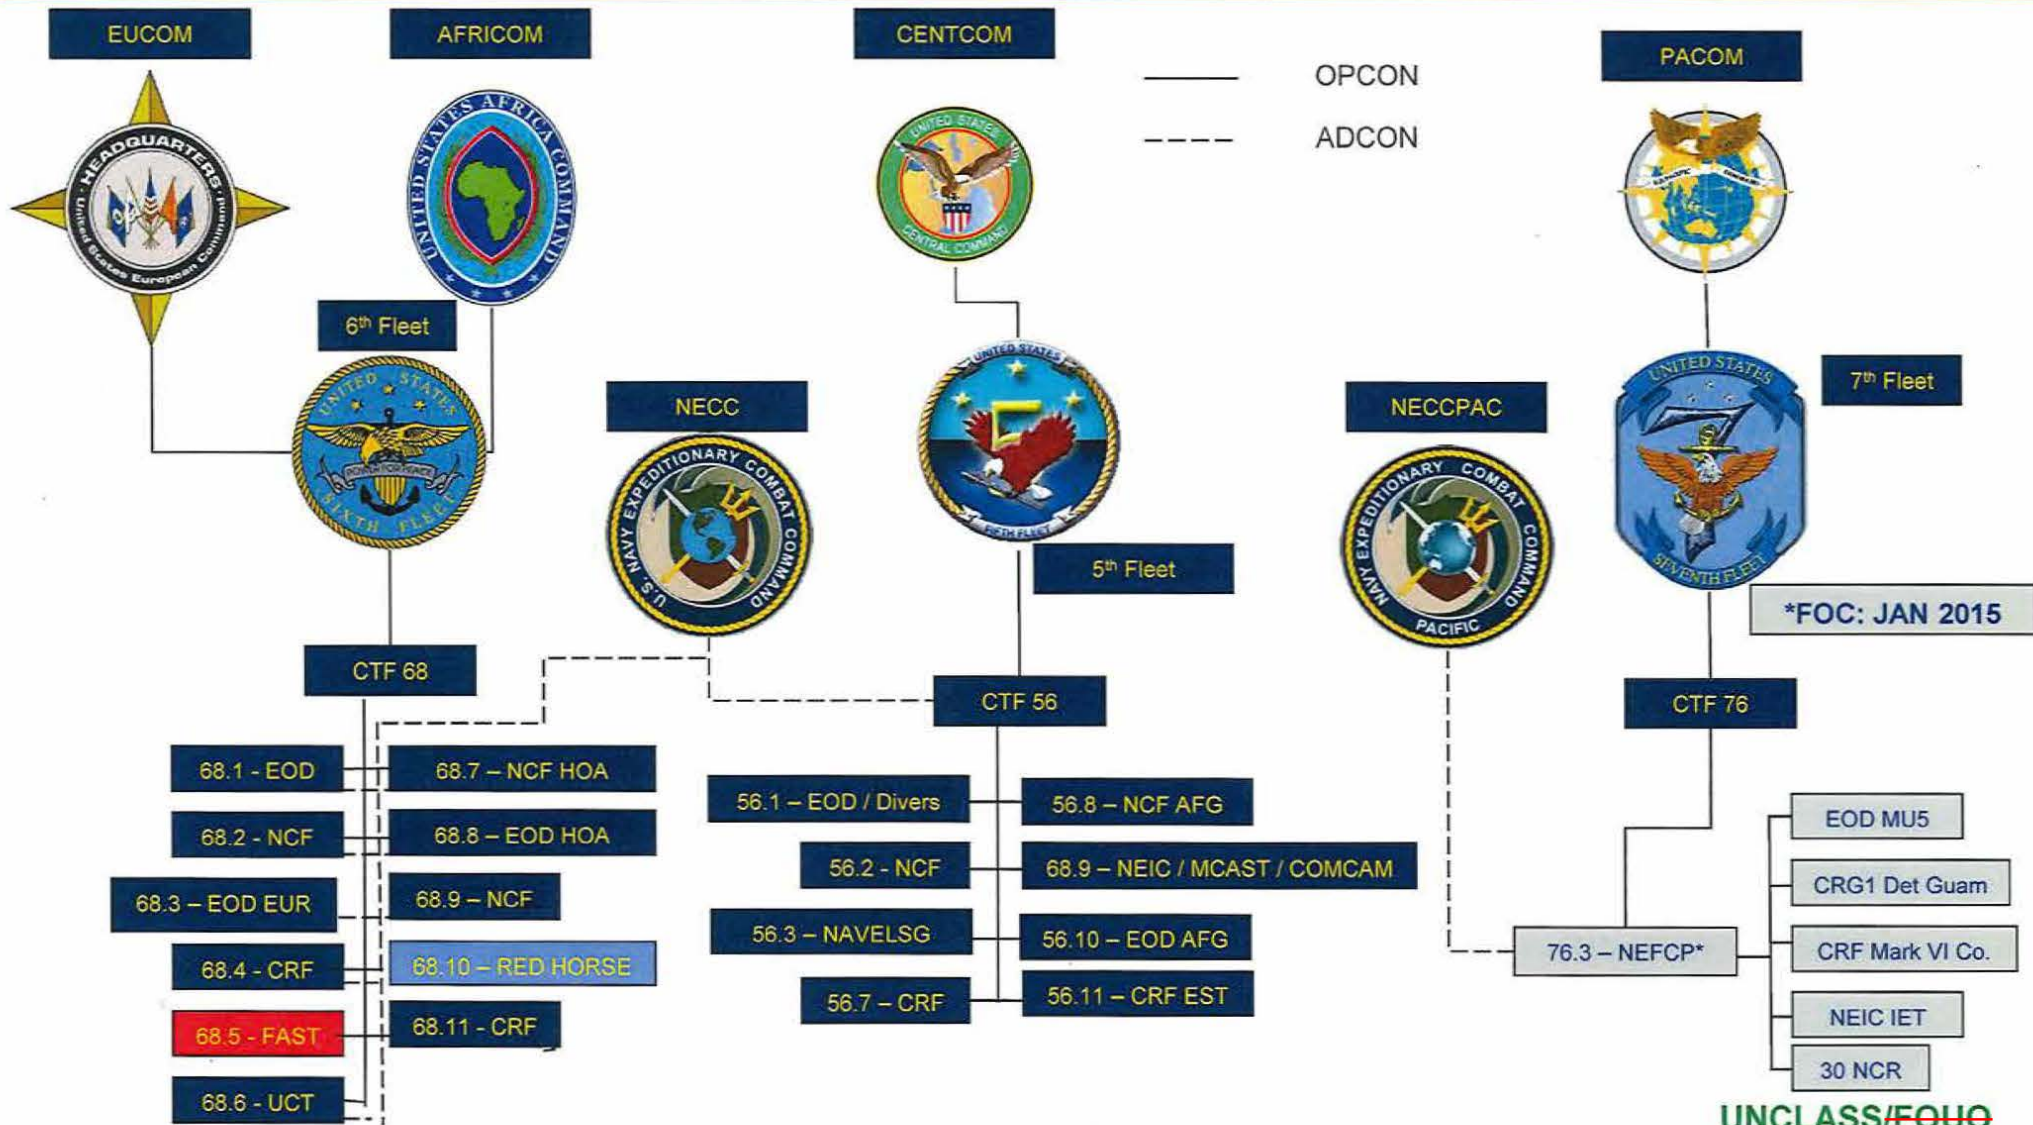 EUCOM
AFRICOM
CENTCOM
PACOM
OPCON
ADCON
HEADQUARTERS
United States European Command
UNITED STATES AFRICA COMMAND
UNITED STATES
CENTRAL COMMAND
6th Fleet
UNITED STATES
POWER FOR PEACE
SIXTH FLEET
NECC
U.S. NAVY EXPEDITIONARY COMBAT COMMAND
UNITED STATES
5
FIFTH FLEET
5th Fleet
NECCPAC
NAVY EXPEDITIONARY COMBAT COMMAND
PACIFIC
7th Fleet
UNITED STATES
7
SEVENTH FLEET
*FOC: JAN 2015
CTF 68
CTF 56
CTF 76
68.1 - EOD
68.7 – NCF HOA
68.2 - NCF
68.8 – EOD HOA
68.3 – EOD EUR
68.9 – NCF
68.4 – CRF
68.10 – RED HORSE
68.5 - FAST
68.11 - CRF
68.6 - UCT
56.1 – EOD / Divers
56.8 – NCF AFG
56.2 - NCF
68.9 – NEIC / MCAST / COMCAM
56.3 – NAVELSG
56.10 – EOD AFG
56.7 – CRF
56.11 – CRF EST
76.3 – NEFCP*
EOD MU5
CRG1 Det Guam
CRF Mark VI Co.
NEIC IET
30 NCR
UNCLASS/FOUO